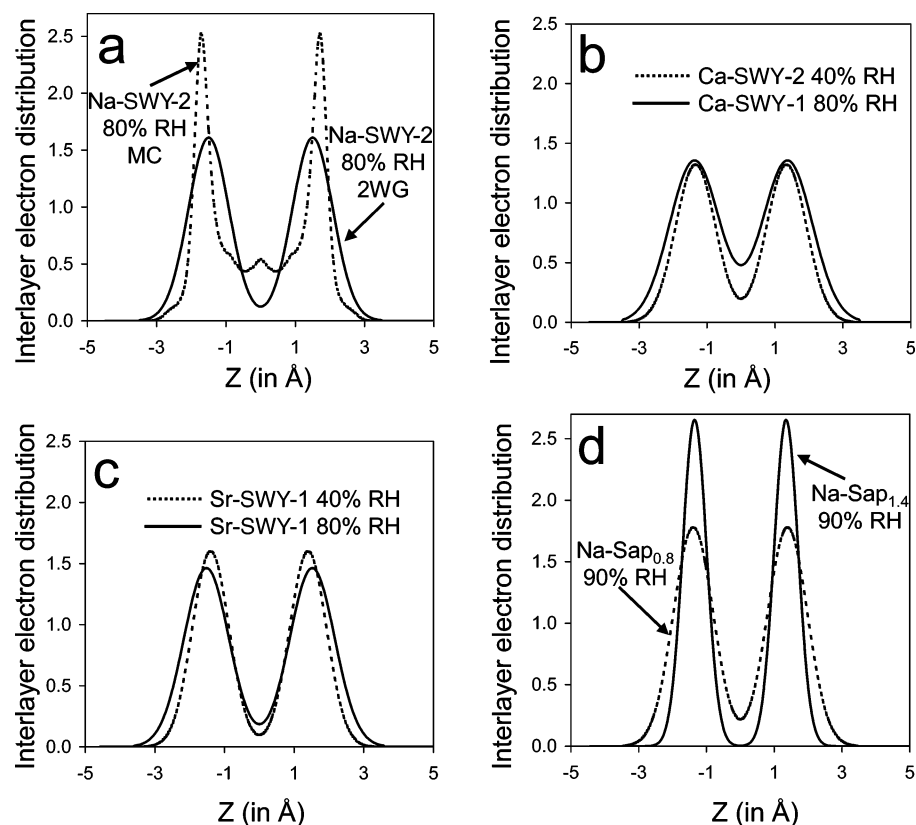 a
Interlayer electron distribution
2.5
2.0
1.5
1.0
0.5
0.0
Na-SWY-2
80% RH
MC
Na-SWY-2
80% RH
2WG
-5
-3
-1
1
3
5
Z (in Å)
b
Interlayer electron distribution
2.5
2.0
1.5
1.0
0.5
0.0
Ca-SWY-2 40% RH
Ca-SWY-1 80% RH
-5
-3
-1
1
3
5
Z (in Å)
c
Interlayer electron distribution
2.5
2.0
1.5
1.0
0.5
0.0
Sr-SWY-1 40% RH
Sr-SWY-1 80% RH
-5
-3
-1
1
3
5
Z (in Å)
d
Interlayer electron distribution
2.5
2.0
1.5
1.0
0.5
0.0
Na-Sap1.4
90% RH
Na-Sap0.8
90% RH
-5
-3
-1
1
3
5
Z (in Å)